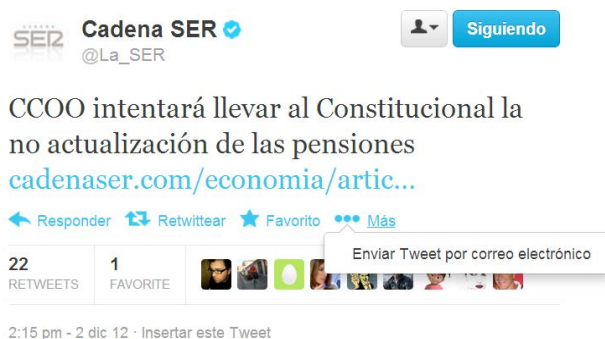 SER
Cadena SER
@La_SER
Siguiendo
CCOO intentará llevar al Constitucional la
no actualización de las pensiones
cadenaser.com/economia/artic...
Responder Retwittear Favorito Más
Enviar Tweet por correo electrónico
22 1
RETWEETS FAVORITE
2:15 pm - 2 dic 12 · Insertar este Tweet